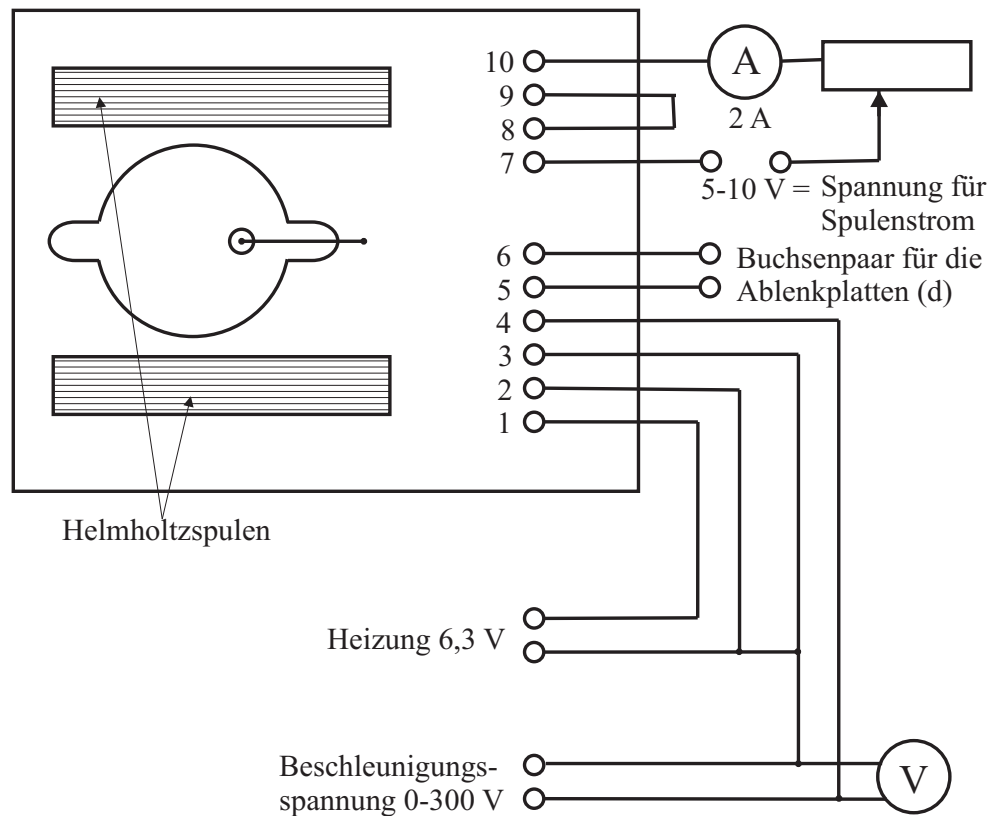 10
A
9
8
2 A
7
5-10 V = Spannung für
Spulenstrom
6
Buchsenpaar für die
5
Ablenkplatten (d)
4
3
2
1
Helmholtzspulen
Heizung 6,3 V
Beschleunigungs-
spannung 0-300 V
V